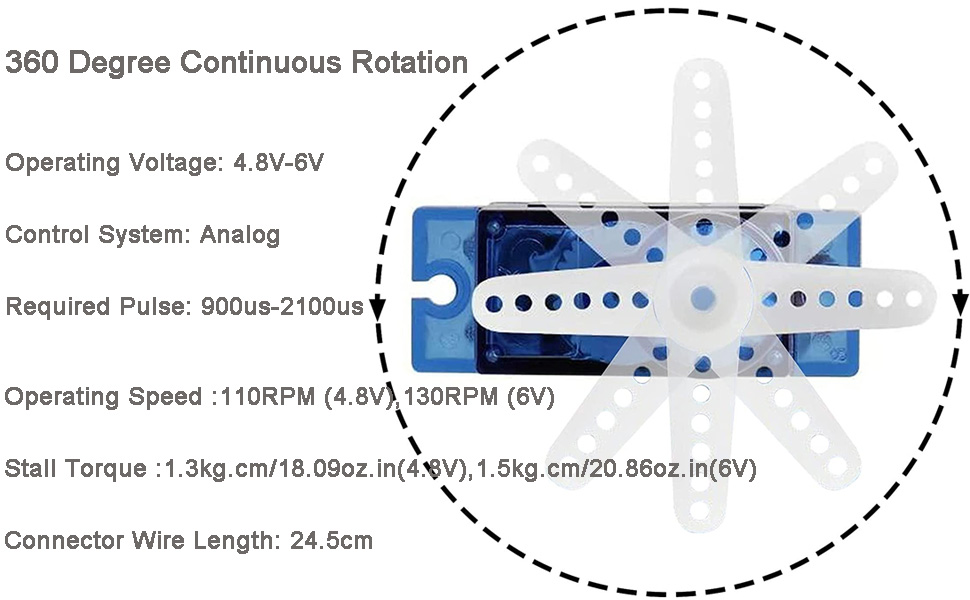 360 Degree Continuous Rotation
Operating Voltage: 4.8V-6V
Control System: Analog
Required Pulse: 900us-2100us
Operating Speed :110RPM (4.8V),130RPM (6V)
Stall Torque :1.3kg.cm/18.09oz.in(4.8V),1.5kg.cm/20.86oz.in(6V)
Connector Wire Length: 24.5cm